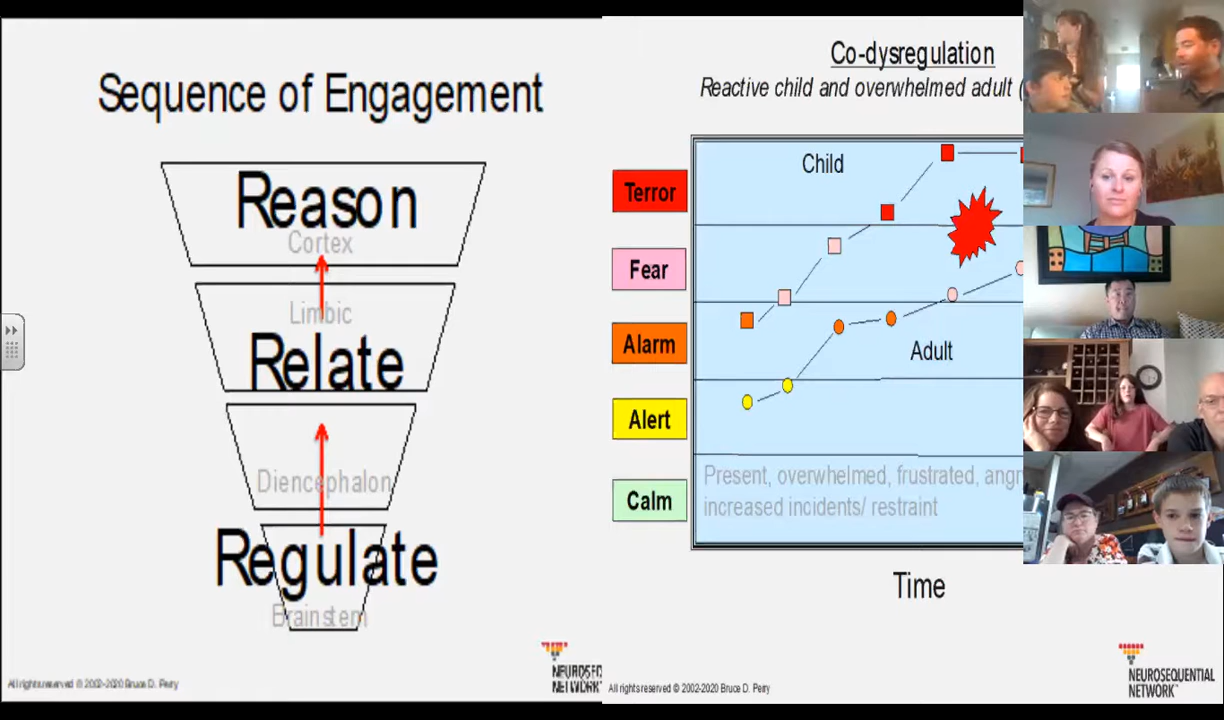 Sequence of Engagement
Reason
Cortex
Limbic
Relate
Diencephalon
Regulate
Brainstem
All rights reserved © 2002-2020 Bruce D. Perry
Co-dysregulation
Reactive child and overwhelmed adult (
Terror
Fear
Alarm
Alert
Calm
Child
Adult
Present, overwhelmed, frustrated, angr
increased incidents/ restraint
Time
All rights reserved © 2002-2020 Bruce D. Perry
NEUROSEQUENTIAL
NETWORK